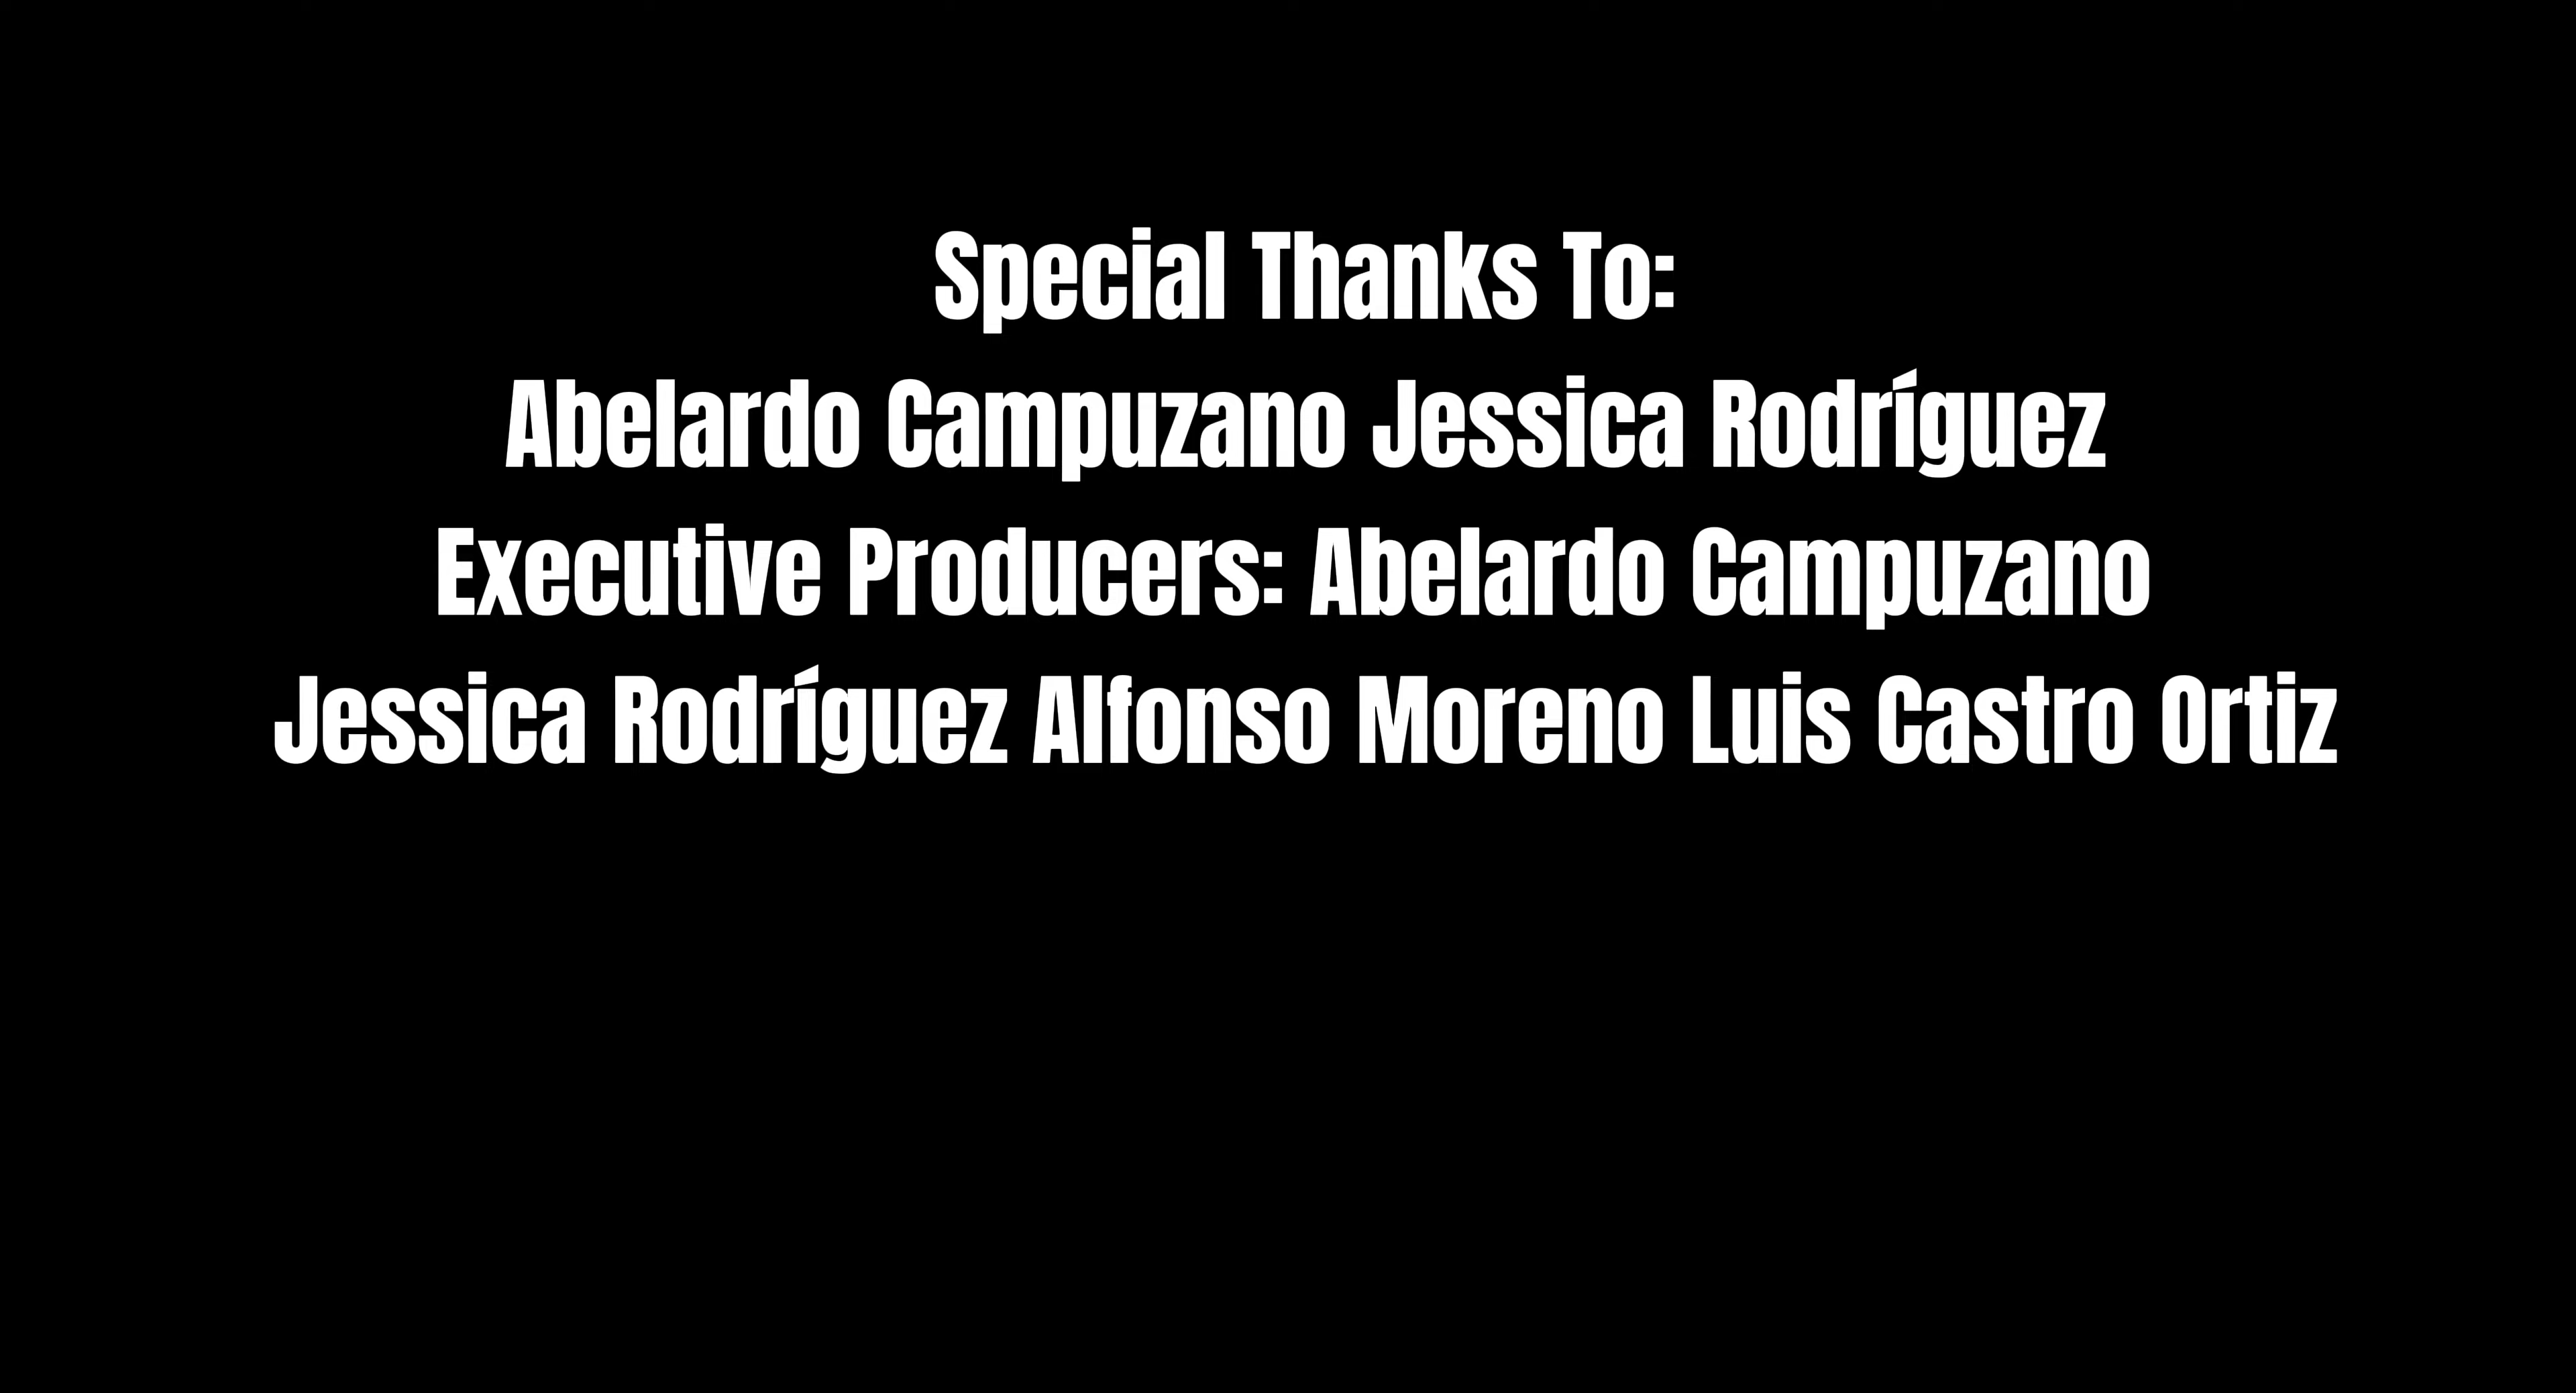 Special Thanks To:
Abelardo Campuzano Jessica Rodríguez
Executive Producers: Abelardo Campuzano
Jessica Rodríguez Alfonso Moreno Luis Castro Ortiz